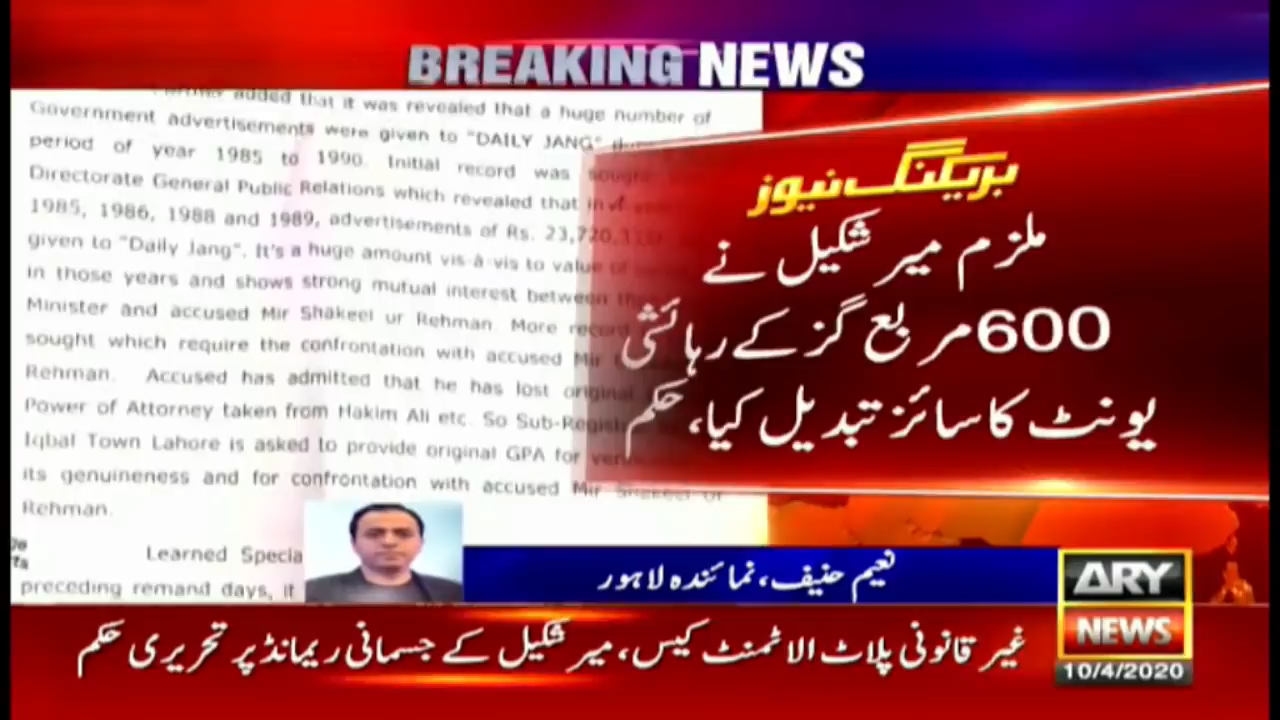 BREAKING NEWS
added that it was revealed that a huge number of
Government advertisements were given to "DAILY JANG"
period of year 1985 to 1990. Initial record was sought
Directorate General Public Relations which revealed that in
1985, 1986, 1988 and 1989, advertisements of Rs. 23,720,
given to "Daily Jang". It's a huge amount vis-à-vis to value
in those years and shows strong mutual interest between
Minister and accused Mir Shakeel ur Rehman. More
sought which require the confrontation with accused Mir
Rehman. Accused has admitted that he has lost original
Power of Attorney taken from Hakim Ali etc. So
Iqbal Town Lahore is asked to provide original GPA for
its genuineness and for confrontation with accused Mir Shakeel ur
Rehman.
Learned Specia
preceding remand days, it
بریکنگ نیوز
ملزم میر شکیل نے
600 مربع گز کے رہائشی
یونٹ کا سائز تبدیل کیا، حکم
نعیم حنیف، نمائندہ لاہور
غیر قانونی پلاٹ الاٹمنٹ کیس، میر شکیل کے جسمانی ریمانڈ پر تحریری حکم
ARY
NEWS
10/4/2020